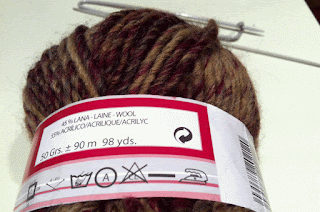 45 % LANA - LAINE - WOOL
55% ACRILICO/ACRILIQUE/ACRILYC
50 Grs. ± 90 m 98 yds.
A